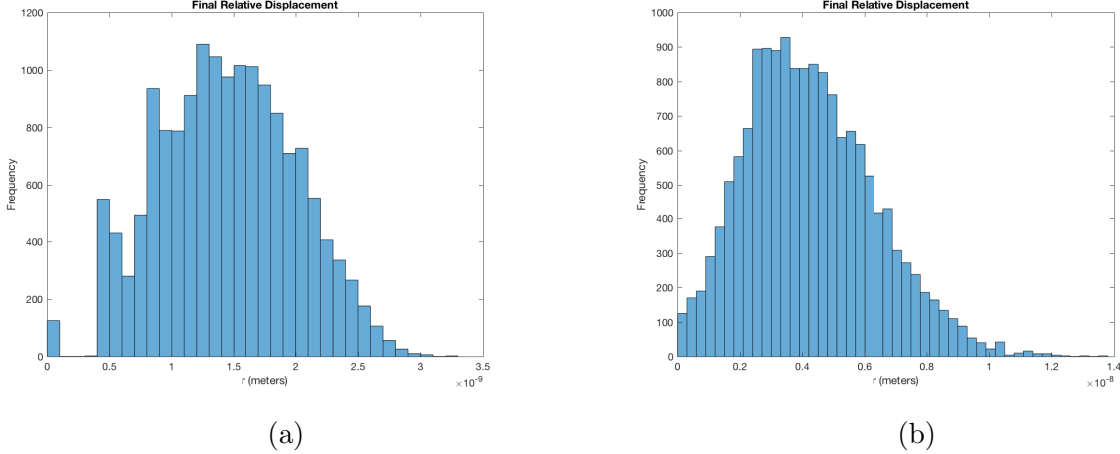 Final Relative Displacement
1200
1000
800
600
400
200
0
Frequency
0 0.5 1 1.5 2 2.5 3 3.5
r (meters)
×10⁻⁹
(a)
Final Relative Displacement
1000
900
800
700
600
500
400
300
200
100
0
Frequency
0 0.2 0.4 0.6 0.8 1 1.2 1.4
r (meters)
×10⁻⁸
(b)